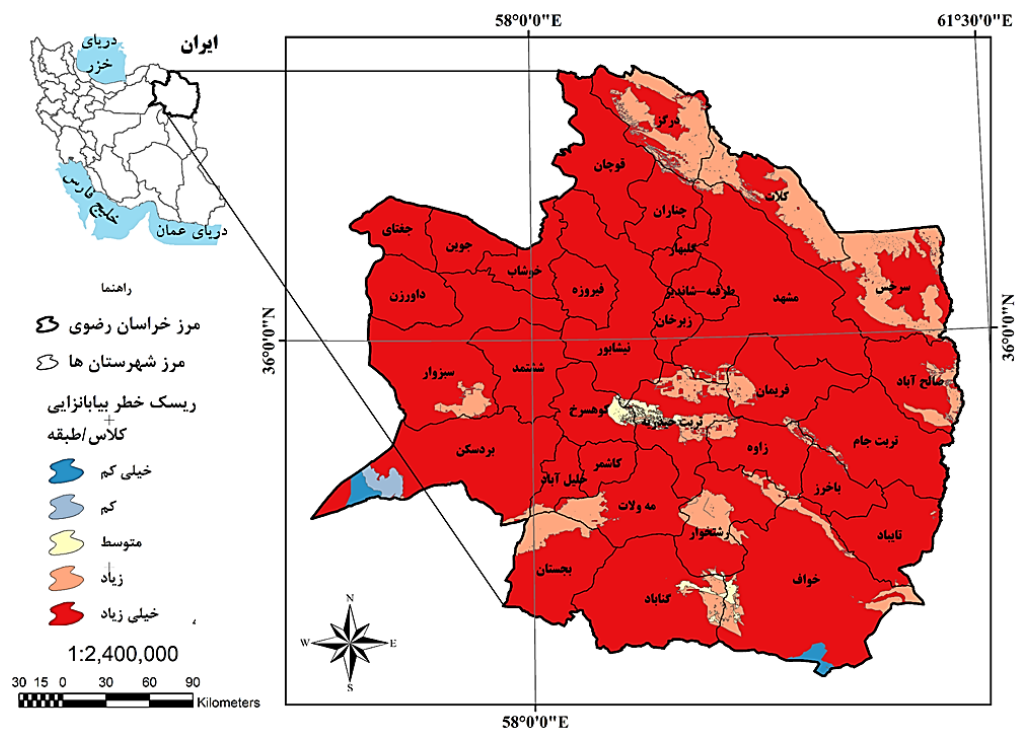 58°0'0"E
61°30'0"E
ایران
دریای
خزر
خلیج فارس
دریای عمان
درگز
قوچان
کلات
چناران
گلبهار
جغتای
جوین
خوشاب
داورزن
فیروزه
طرقبه-شاندیز
مشهد
سرخس
زبرخان
نیشابور
36°0'0"N
36°0'0"N
سبزوار
ششتمد
فریمان
صالح آباد
کوهسرخ
تربت حیدریه
تربت جام
بردسکن
کاشمر
زاوه
خلیل آباد
باخرز
مه ولات
رشتخوار
تایباد
بجستان
گناباد
خواف
راهنما
مرز خراسان رضوی
مرز شهرستان ها
ریسک خطر بیابانزایی
کلاس/طبقه
خیلی کم
کم
متوسط
زیاد
خیلی زیاد
1:2,400,000
30 15 0 30 60 90
Kilometers
N
W E
S
58°0'0"E